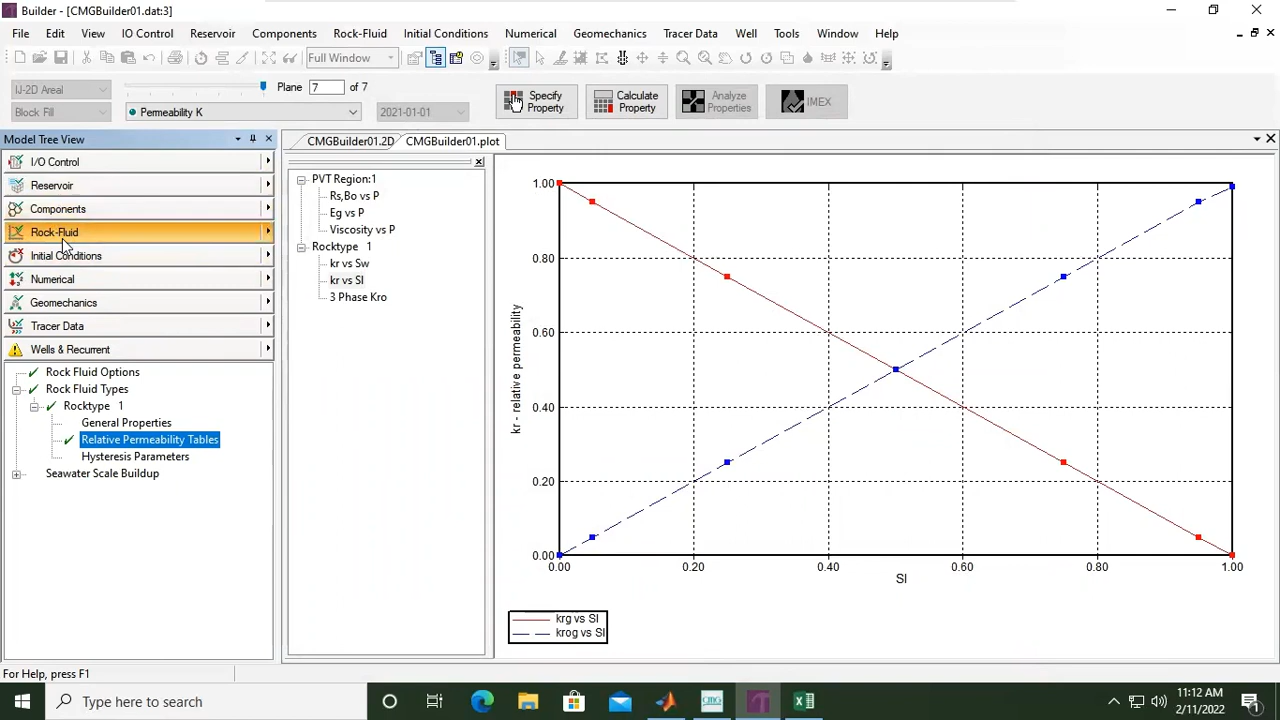 Builder - [CMGBuilder01.dat:3]
File Edit View IO Control Reservoir Components Rock-Fluid Initial Conditions Numerical Geomechanics Tracer Data Well Tools Window Help
Full Window
IJ-2D Areal Plane 7 of 7
Block Fill Permeability K 2021-01-01
Specify Property
Calculate Property
Analyze Properties
IMEX
Model Tree View
CMGBuilder01.2D CMGBuilder01.plot
I/O Control
Reservoir
Components
Rock-Fluid
Initial Conditions
Numerical
Geomechanics
Tracer Data
Wells & Recurrent
Rock Fluid Options
Rock Fluid Types
Rocktype 1
General Properties
Relative Permeability Tables
Hysteresis Parameters
Seawater Scale Buildup
PVT Region:1
Rs,Bo vs P
Eg vs P
Viscosity vs P
Rocktype 1
kr vs Sw
kr vs Sl
3 Phase Kro
1.00
0.80
0.60
0.40
0.20
0.00
kr - relative permeability
0.00 0.20 0.40 0.60 0.80 1.00
Sl
krg vs Sl
krog vs Sl
For Help, press F1
Type here to search
CMG
11:12 AM
2/11/2022
1